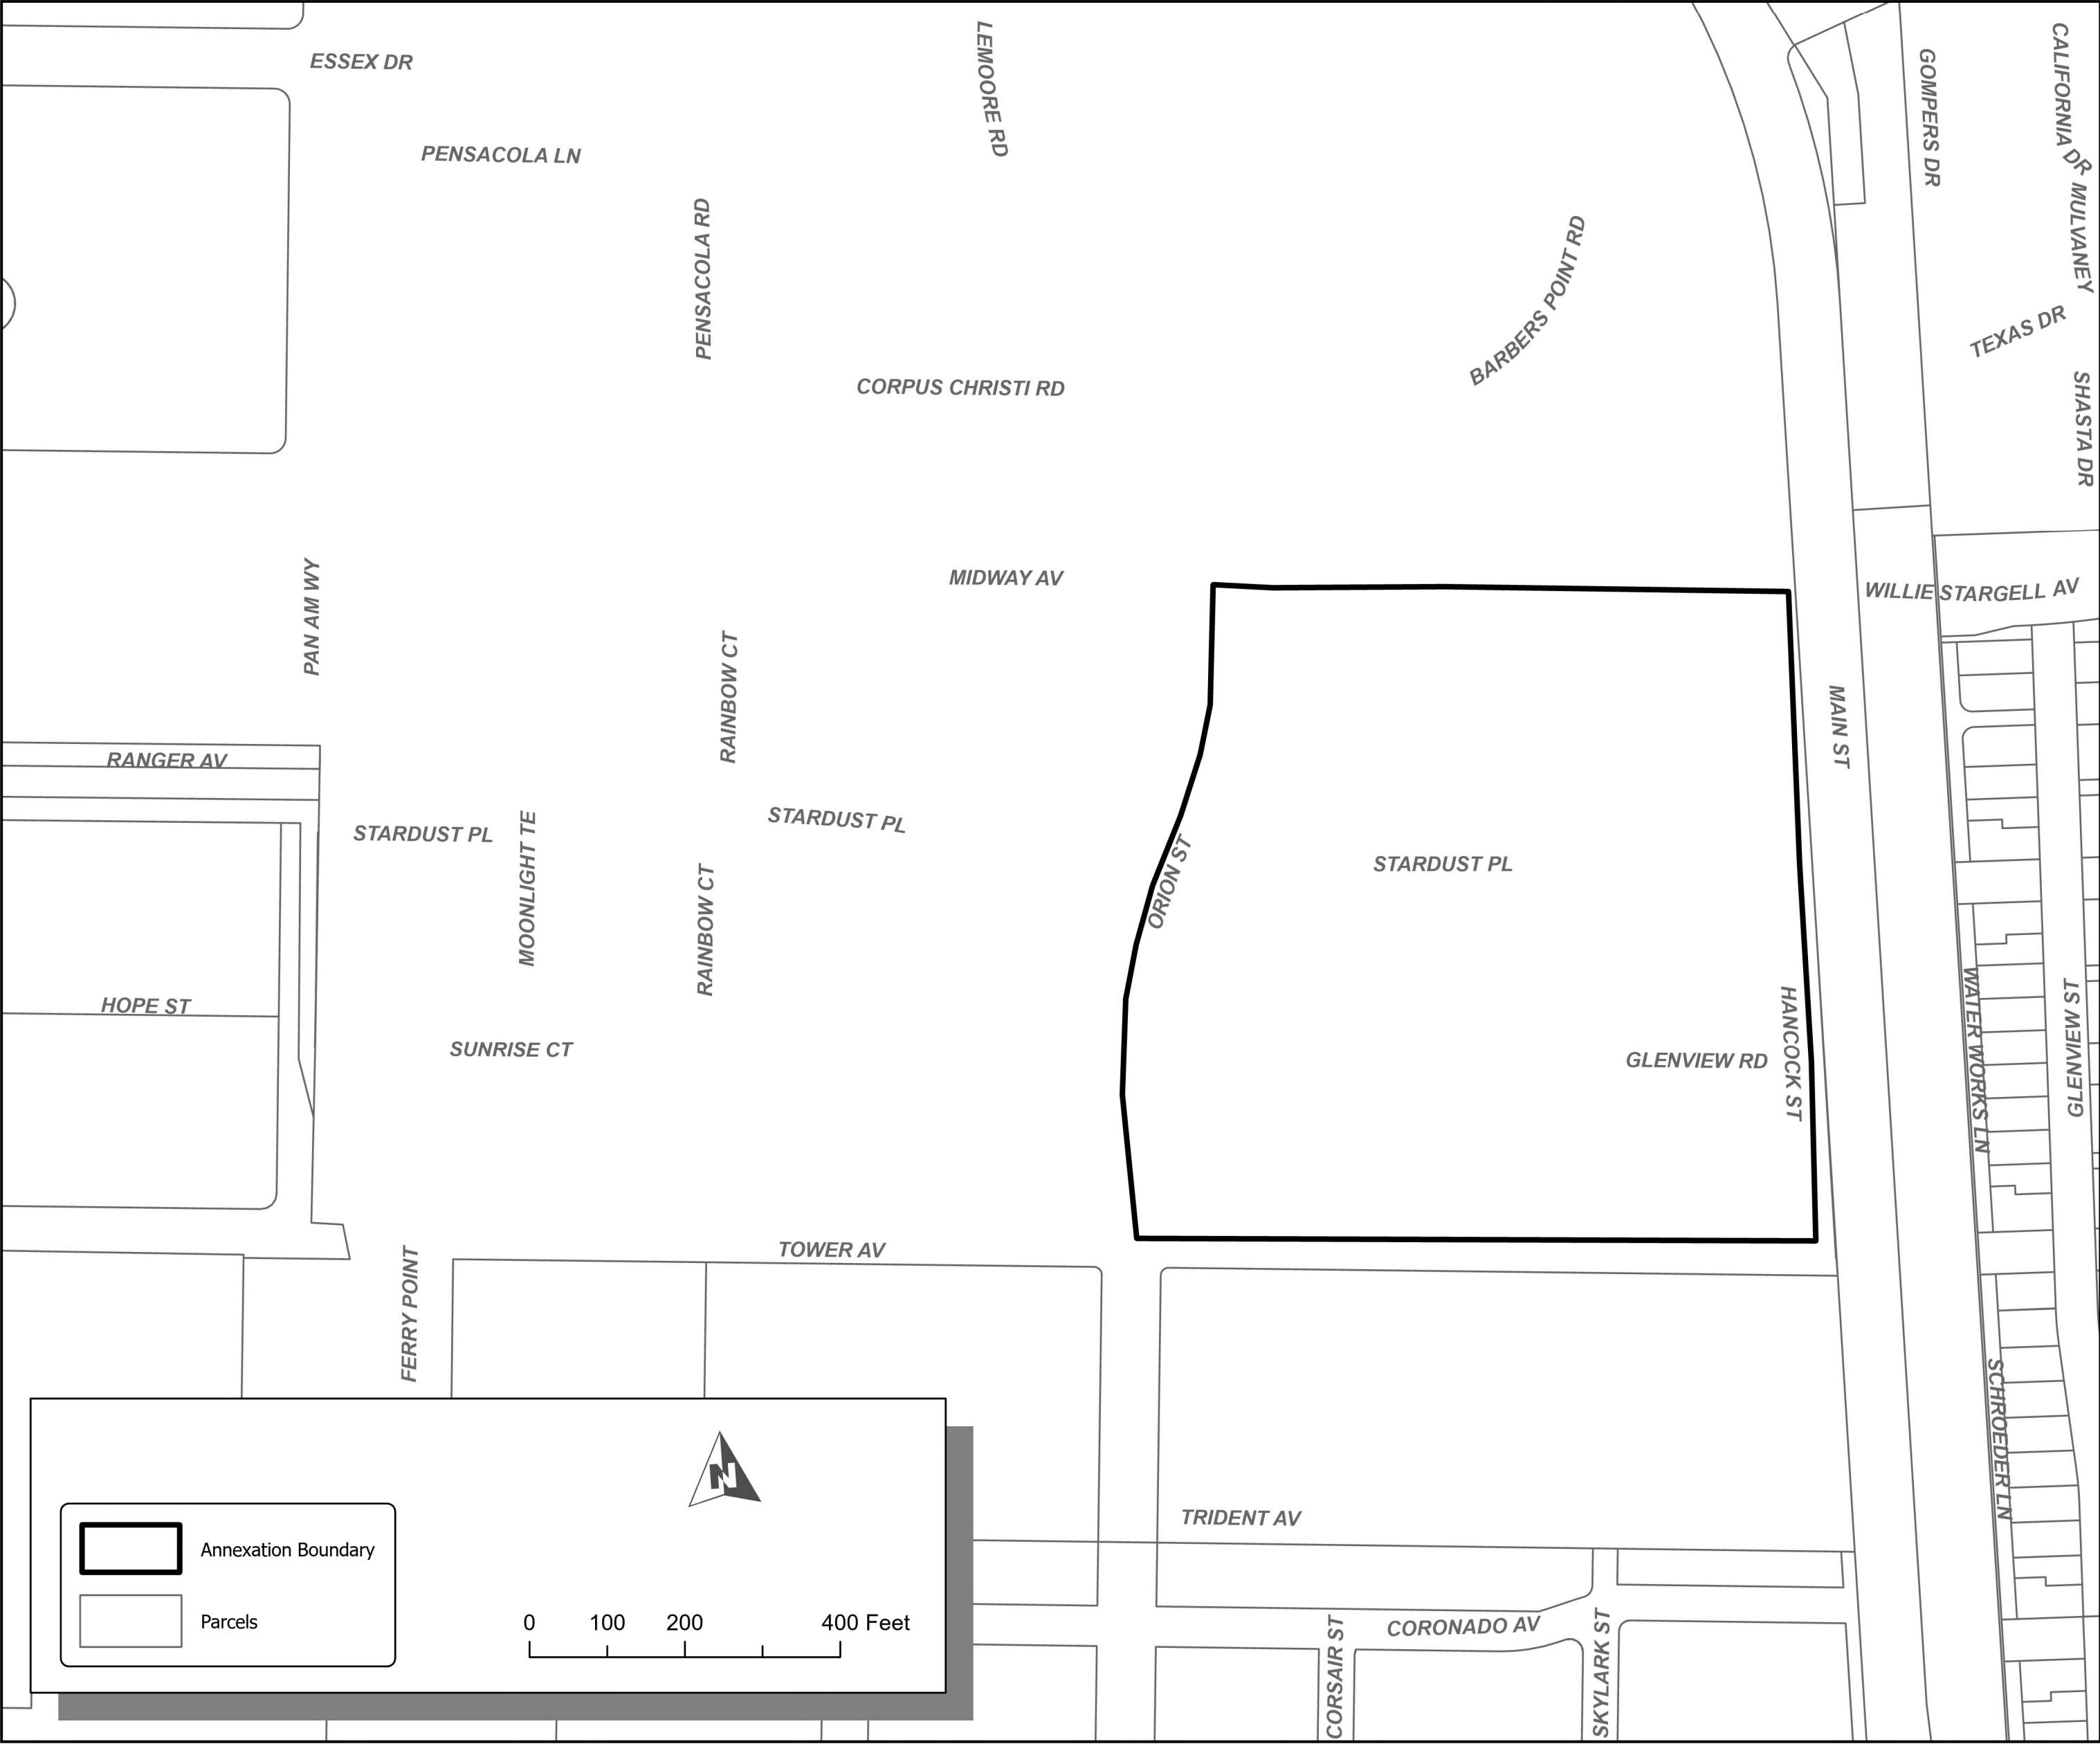 ESSEX DR
LEMOORE RD
GOMPERS DR
CALIFORNIA DR
PENSACOLA LN
MULVANEY
PENSACOLA RD
BARBERS POINT RD
TEXAS DR
CORPUS CHRISTI RD
SHASTA DR
PAN AM WY
MIDWAY AV
WILLIE STARGELL AV
RAINBOW CT
MAIN ST
RANGER AV
STARDUST PL
MOONLIGHT TE
STARDUST PL
ORION ST
STARDUST PL
RAINBOW CT
HOPE ST
SUNRISE CT
GLENVIEW RD
HANCOCK ST
WATER WORKS LN
GLENVIEW ST
TOWER AV
FERRY POINT
SCHROEDER LN
N
TRIDENT AV
Annexation Boundary
Parcels
0 100 200 400 Feet
CORSAIR ST
CORONADO AV
SKYLARK ST